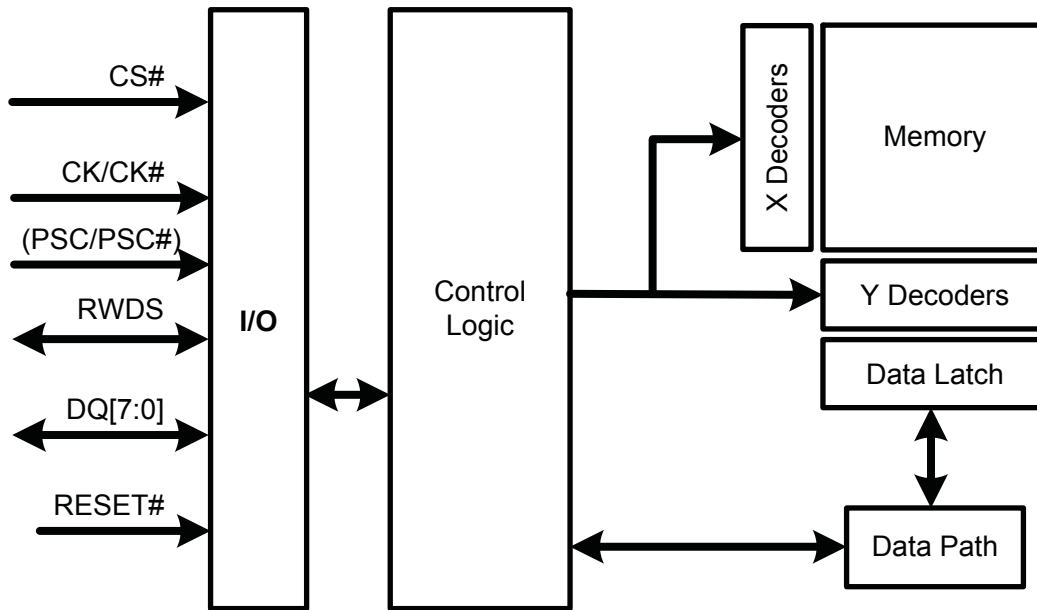 CS#
CK/CK#
(PSC/PSC#)
RWDS
DQ[7:0]
RESET#
I/O
Control
Logic
X Decoders
Memory
Y Decoders
Data Latch
Data Path